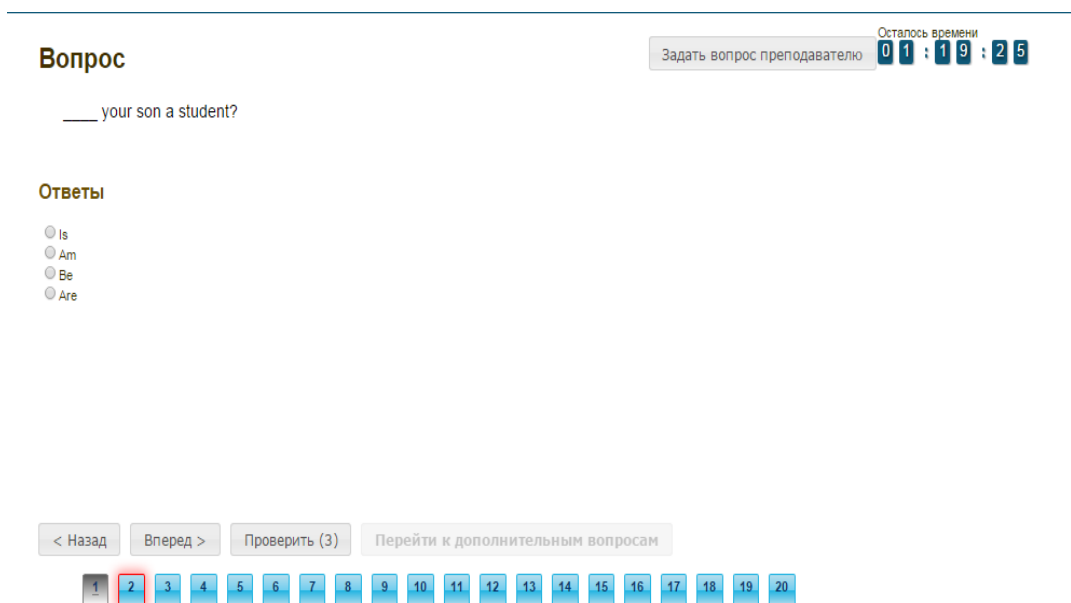 Осталось времени
Вопрос
Задать вопрос преподавателю
01:19:25
____ your son a student?
Ответы
Is
Am
Be
Are
< Назад Вперед > Проверить (3) Перейти к дополнительным вопросам
1 2 3 4 5 6 7 8 9 10 11 12 13 14 15 16 17 18 19 20